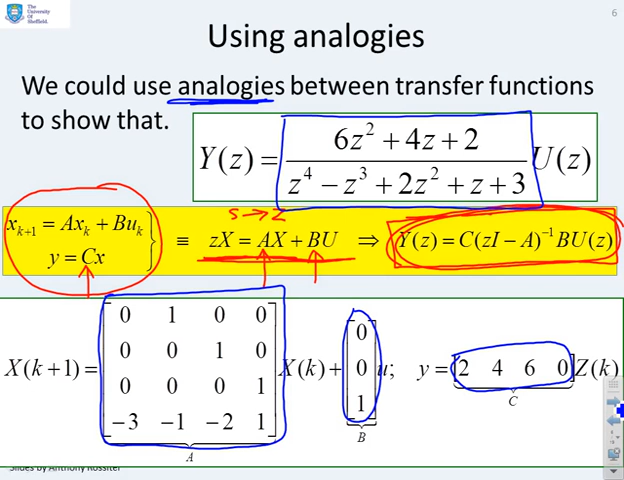 The
University
Of
Sheffield.
6
Using analogies
We could use analogies between transfer functions
to show that.
Y(z) = (6z² + 4z + 2) / (z⁴ − z³ + 2z² + z + 3) U(z)
s → z
xₖ₊₁ = Axₖ + Buₖ
y = Cx
} ≡ zX = AX + BU ⇒ Y(z) = C(zI − A)⁻¹BU(z)
X(k+1) = [0 1 0 0
0 0 1 0
0 0 0 1
−3 −1 −2 1] X(k) + [0
0
1] u; y = [2 4 6 0] Z(k)
A
B
C
Slides by Anthony Rossiter